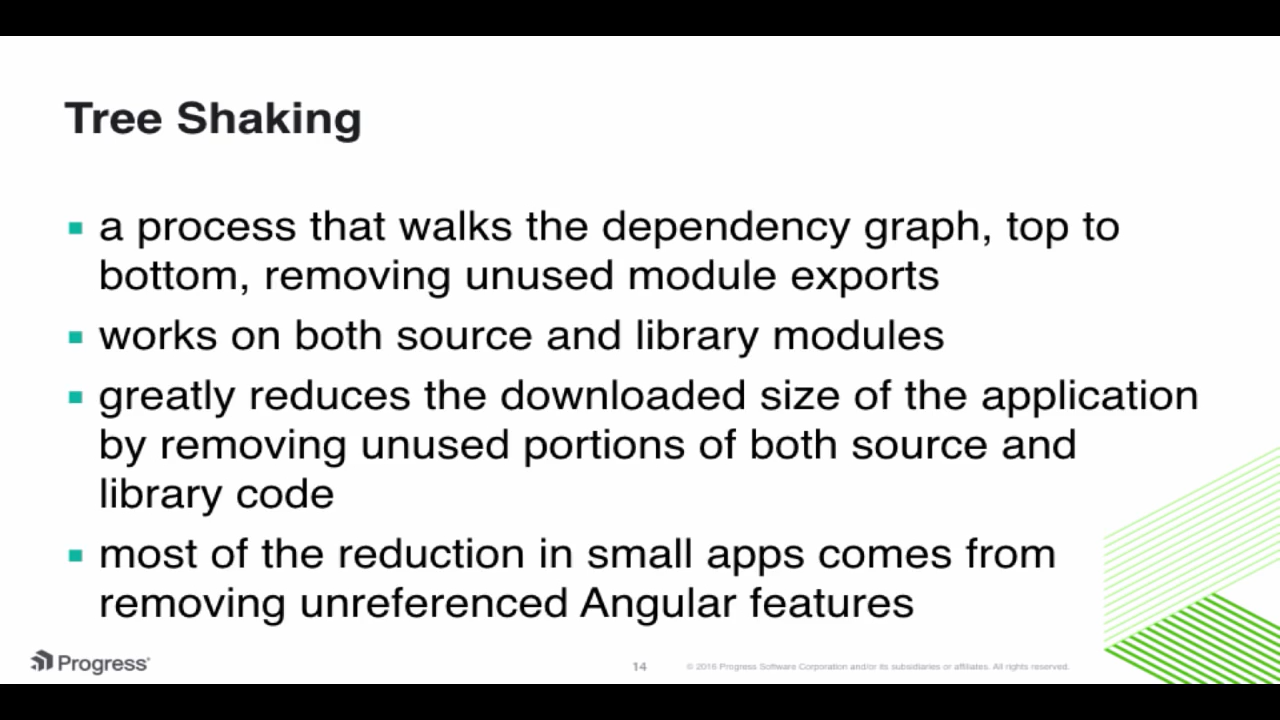 Tree Shaking
a process that walks the dependency graph, top to
bottom, removing unused module exports
works on both source and library modules
greatly reduces the downloaded size of the application
by removing unused portions of both source and
library code
most of the reduction in small apps comes from
removing unreferenced Angular features
Progress®
14
© 2016 Progress Software Corporation and/or its subsidiaries or affiliates. All rights reserved.